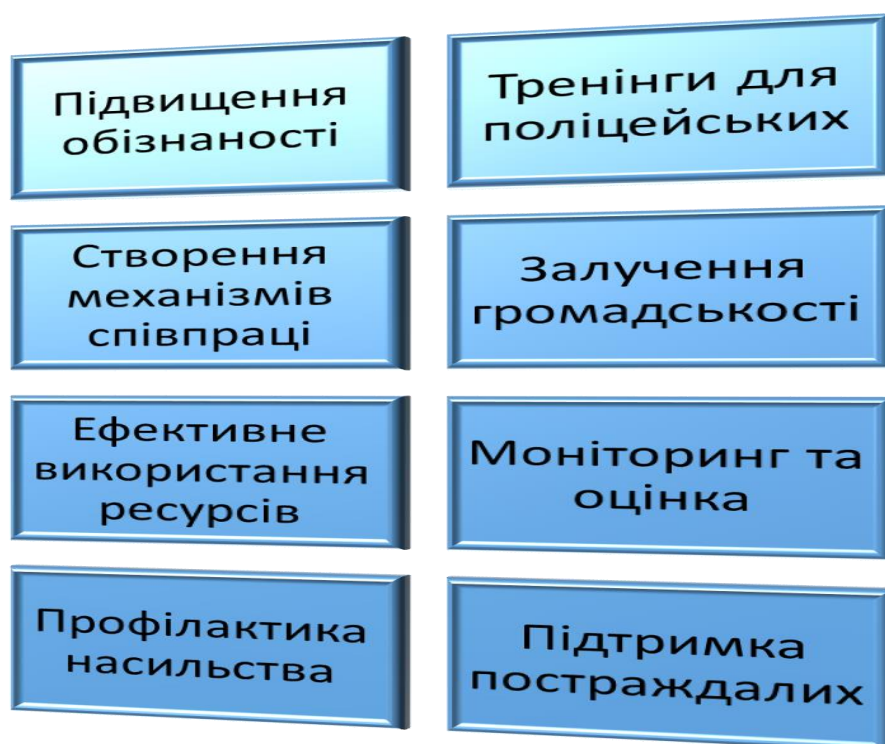 Підвищення
обізнаності
Тренінги для
поліцейських
Створення
механізмів
співпраці
Залучення
громадськості
Ефективне
використання
ресурсів
Моніторинг та
оцінка
Профілактика
насильства
Підтримка
постраждалих